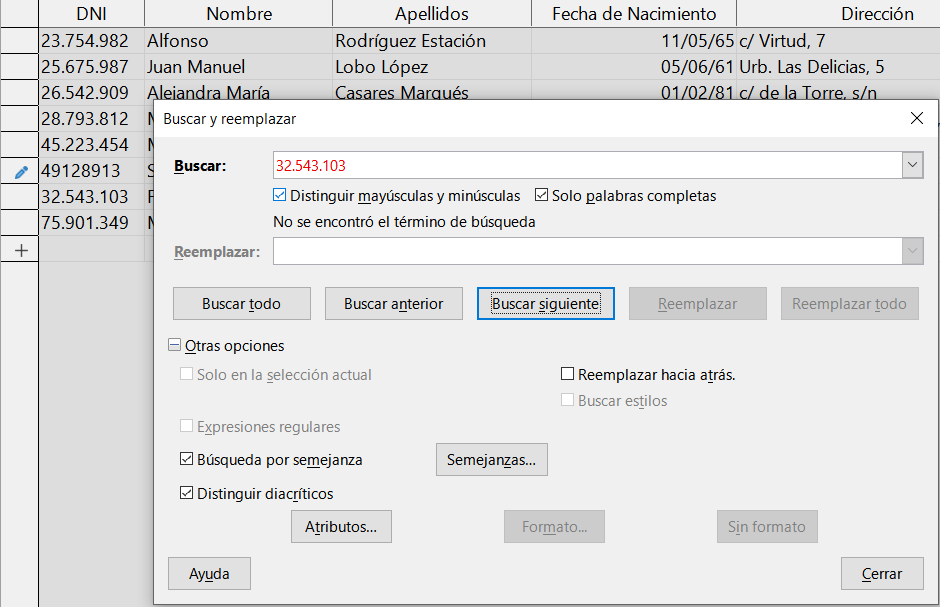 DNI Nombre Apellidos Fecha de Nacimiento Dirección
23.754.982 Alfonso Rodríguez Estación 11/05/65 c/ Virtud, 7
25.675.987 Juan Manuel Lobo López 05/06/61 Urb. Las Delicias, 5
26.542.909 Alejandra María Casares Marqués 01/02/81 c/ de la Torre, s/n
28.793.812
45.223.454
49128913
32.543.103
75.901.349
Buscar y reemplazar
Buscar: 32.543.103
Distinguir mayúsculas y minúsculas Solo palabras completas
No se encontró el término de búsqueda
Reemplazar:
Buscar todo Buscar anterior Buscar siguiente Reemplazar Reemplazar todo
Otras opciones
Solo en la selección actual Reemplazar hacia atrás.
Buscar estilos
Expresiones regulares
Búsqueda por semejanza Semejanzas...
Distinguir diacríticos
Atributos... Formato... Sin formato
Ayuda Cerrar